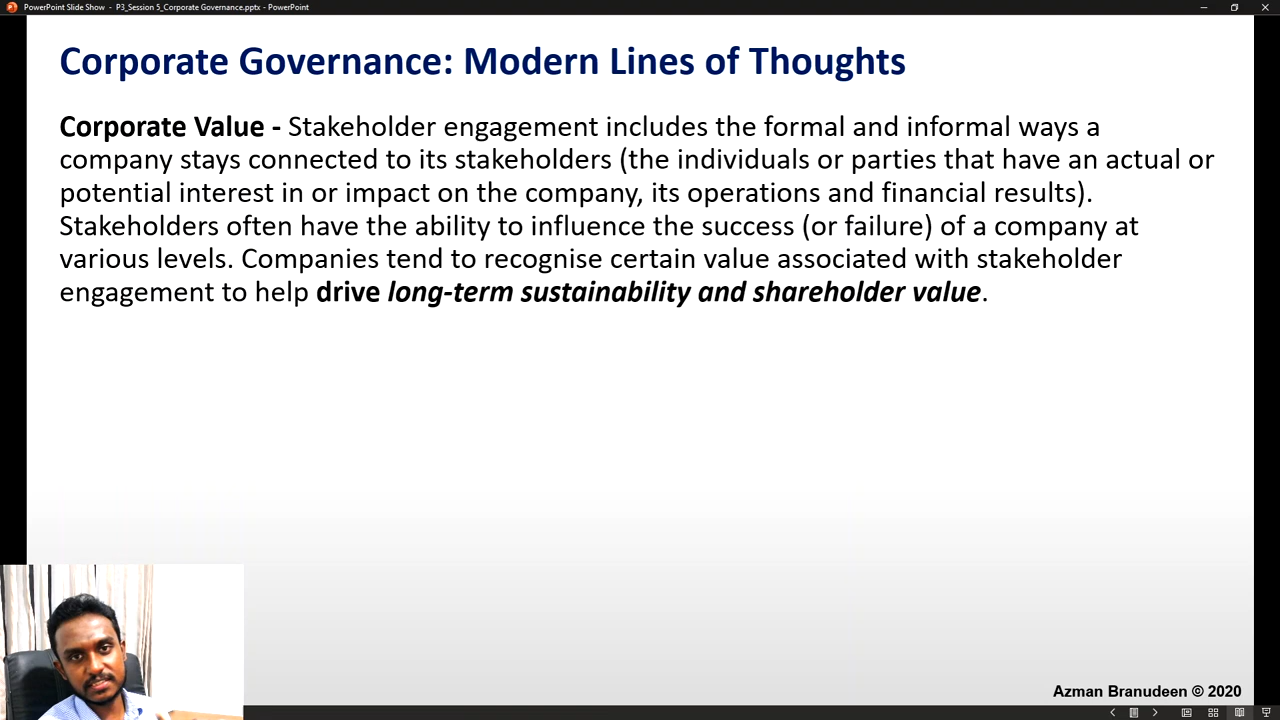 PowerPoint Slide Show - P3_Session 5_Corporate Governance.pptx - PowerPoint
Corporate Governance: Modern Lines of Thoughts
Corporate Value - Stakeholder engagement includes the formal and informal ways a
company stays connected to its stakeholders (the individuals or parties that have an actual or
potential interest in or impact on the company, its operations and financial results).
Stakeholders often have the ability to influence the success (or failure) of a company at
various levels. Companies tend to recognise certain value associated with stakeholder
engagement to help drive long-term sustainability and shareholder value.
Azman Branudeen © 2020